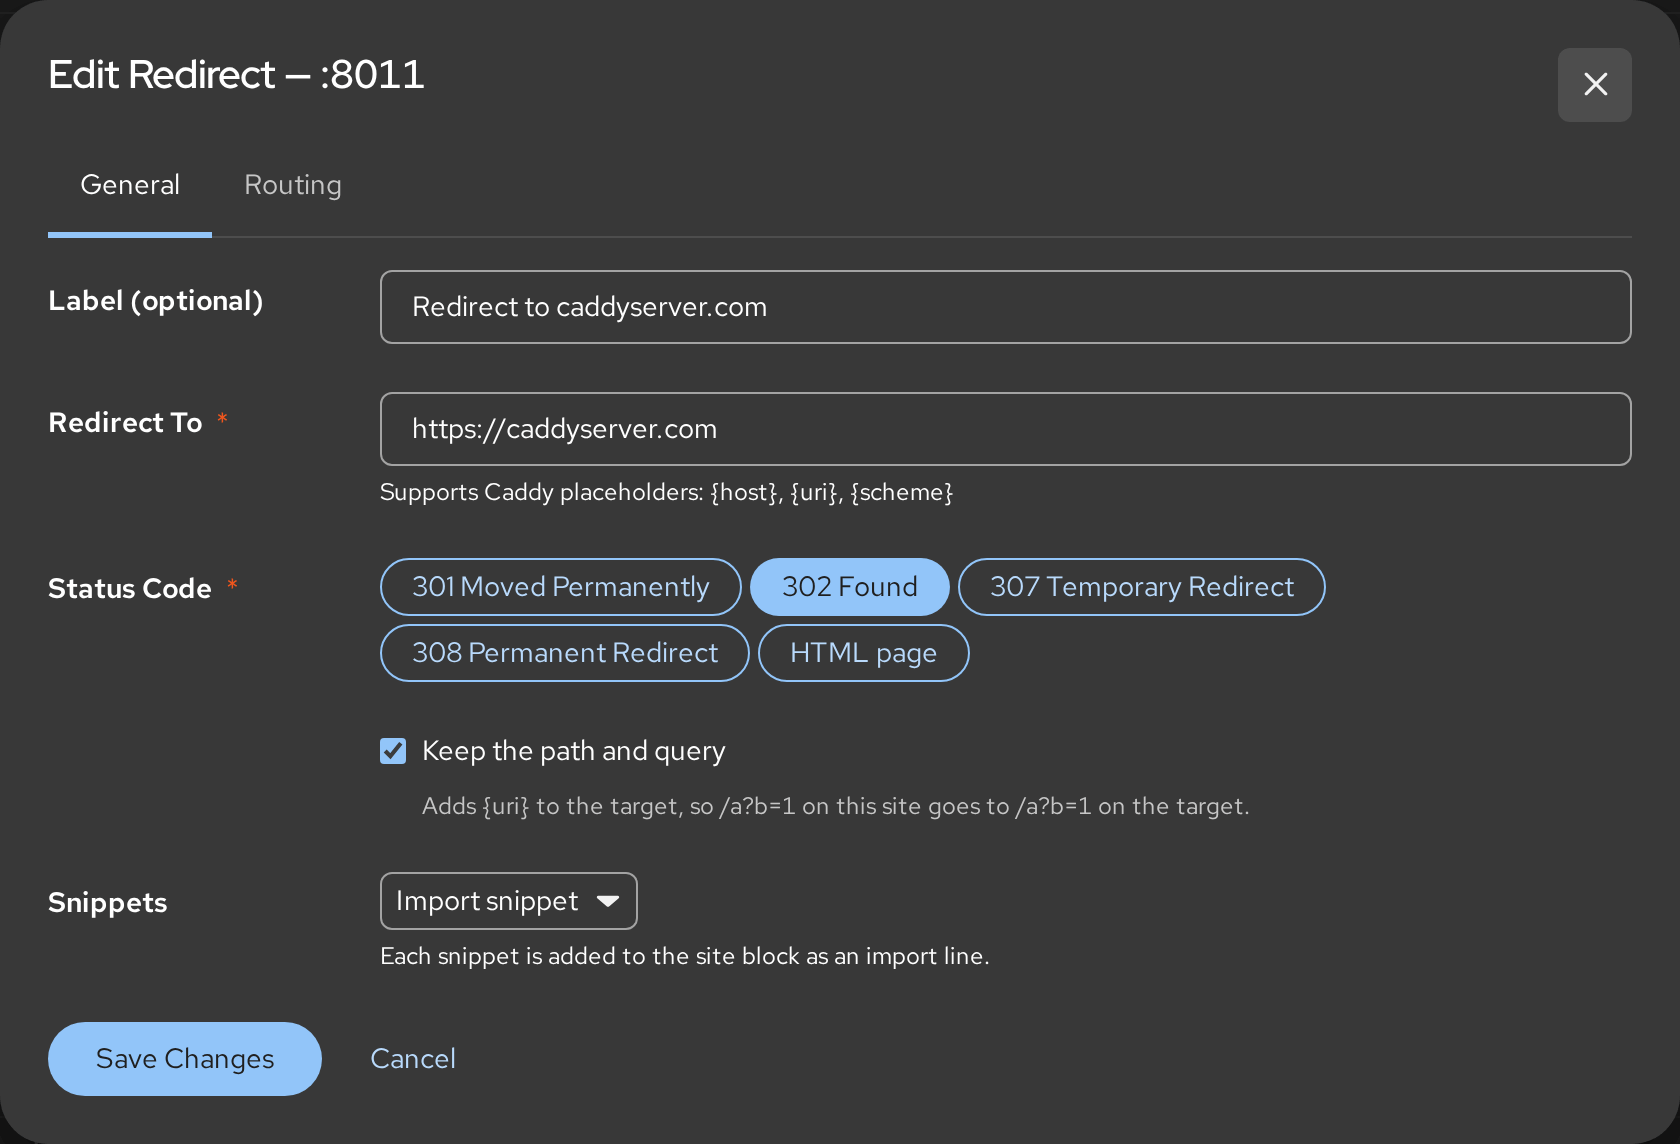 Edit Redirect — :8011
General Routing
Label (optional)
Redirect to caddyserver.com
Redirect To *
https://caddyserver.com
Supports Caddy placeholders: {host}, {uri}, {scheme}
Status Code *
301 Moved Permanently 302 Found 307 Temporary Redirect
308 Permanent Redirect HTML page
Keep the path and query
Adds {uri} to the target, so /a?b=1 on this site goes to /a?b=1 on the target.
Snippets
Import snippet
Each snippet is added to the site block as an import line.
Save Changes Cancel